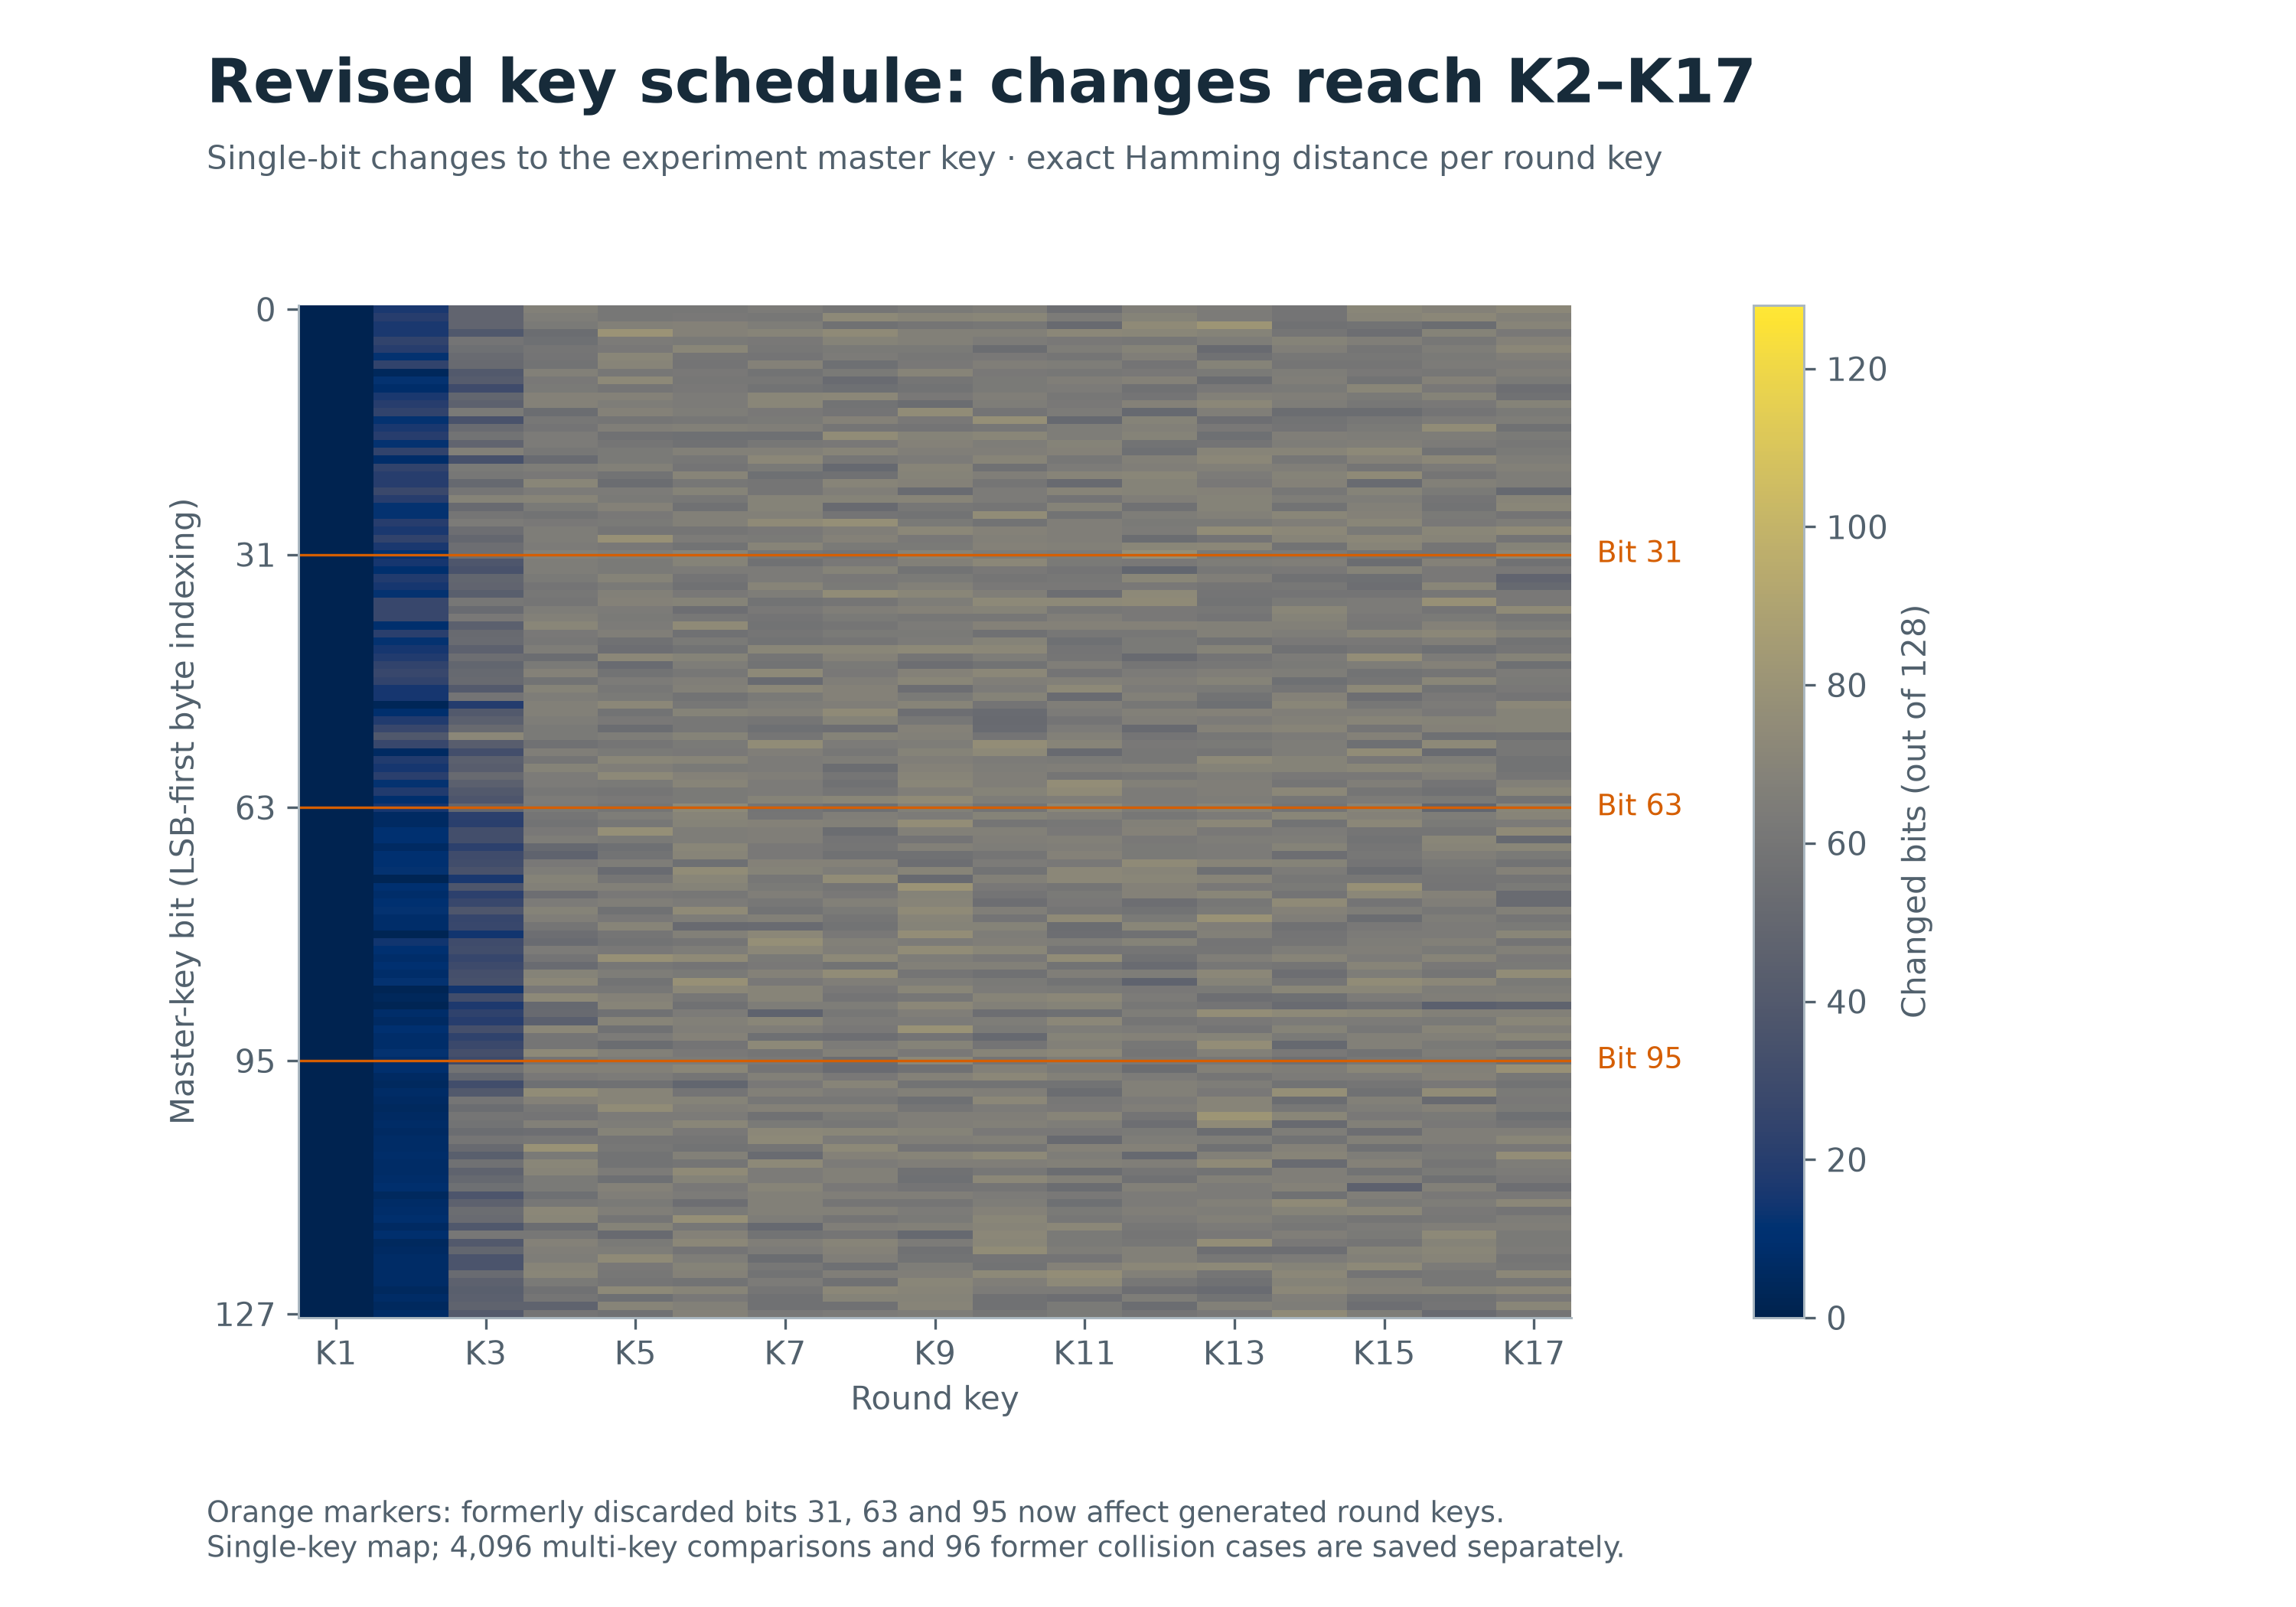 Revised key schedule: changes reach K2–K17
Single-bit changes to the experiment master key · exact Hamming distance per round key
Master-key bit (LSB-first byte indexing)
0
31
63
95
127
Bit 31
Bit 63
Bit 95
K1 K3 K5 K7 K9 K11 K13 K15 K17
Round key
120
100
80
60
40
20
0
Changed bits (out of 128)
Orange markers: formerly discarded bits 31, 63 and 95 now affect generated round keys.
Single-key map; 4,096 multi-key comparisons and 96 former collision cases are saved separately.